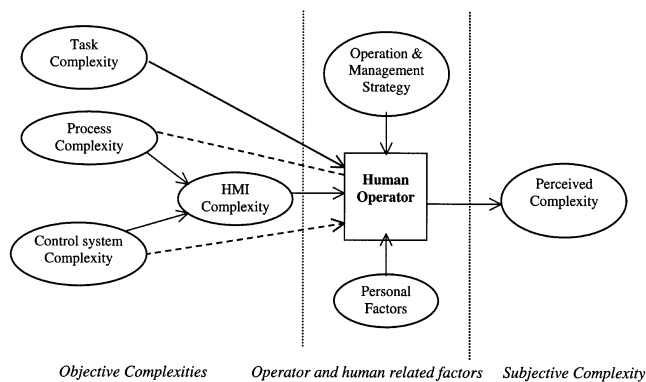 Task
Complexity
Operation &
Management
Strategy
Process
Complexity
HMI
Complexity
Human
Operator
Perceived
Complexity
Control system
Complexity
Personal
Factors
Objective Complexities
Operator and human related factors
Subjective Complexity